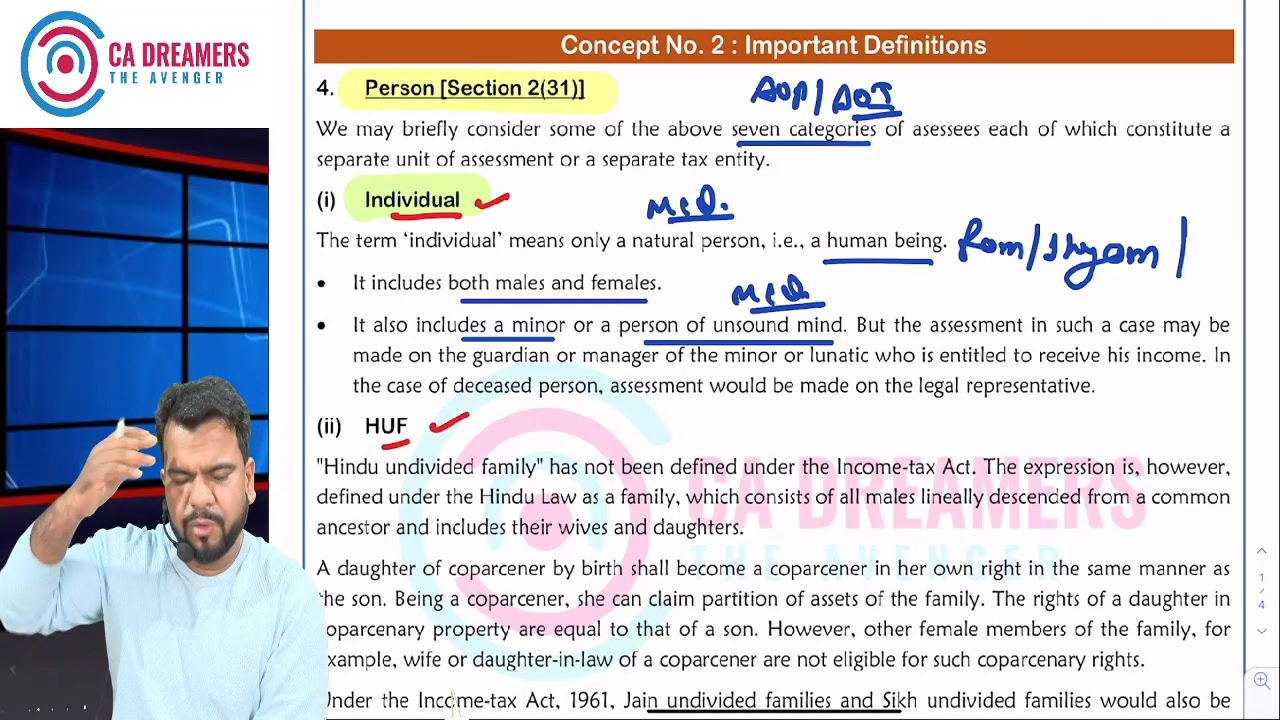 CA DREAMERS
THE AVENGER
Concept No. 2 : Important Definitions
4. Person [Section 2(31)]
AOP/AOT
We may briefly consider some of the above seven categories of asessees each of which constitute a
separate unit of assessment or a separate tax entity.
(i) Individual
McQ.
The term ‘individual’ means only a natural person, i.e., a human being. Ram/Shyam/
• It includes both males and females.
McQ.
• It also includes a minor or a person of unsound mind. But the assessment in such a case may be
made on the guardian or manager of the minor or lunatic who is entitled to receive his income. In
the case of deceased person, assessment would be made on the legal representative.
(ii) HUF
"Hindu undivided family" has not been defined under the Income-tax Act. The expression is, however,
defined under the Hindu Law as a family, which consists of all males lineally descended from a common
ancestor and includes their wives and daughters.
CA DREAMERS
THE AVENGER
A daughter of coparcener by birth shall become a coparcener in her own right in the same manner as
the son. Being a coparcener, she can claim partition of assets of the family. The rights of a daughter in
oparcenary property are equal to that of a son. However, other female members of the family, for
xample, wife or daughter-in-law of a coparcener are not eligible for such coparcenary rights.
Under the Income-tax Act, 1961, Jain undivided families and Sikh undivided families would also be
1
4